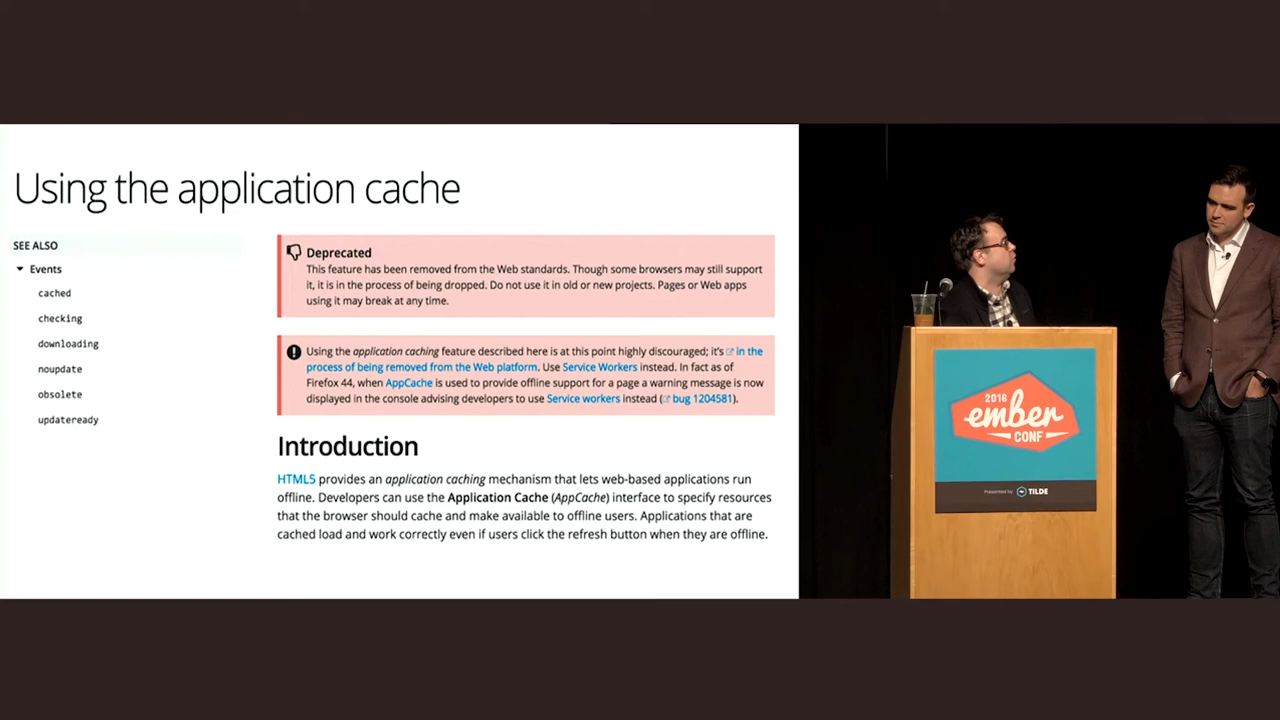 Using the application cache
SEE ALSO
Events
cached
checking
downloading
noupdate
obsolete
updateready
Deprecated
This feature has been removed from the Web standards. Though some browsers may still support
it, it is in the process of being dropped. Do not use it in old or new projects. Pages or Web apps
using it may break at any time.
Using the application caching feature described here is at this point highly discouraged; it's in the
process of being removed from the Web platform. Use Service Workers instead. In fact as of
Firefox 44, when AppCache is used to provide offline support for a page a warning message is now
displayed in the console advising developers to use Service workers instead (bug 1204581).
Introduction
HTML5 provides an application caching mechanism that lets web-based applications run
offline. Developers can use the Application Cache (AppCache) interface to specify resources
that the browser should cache and make available to offline users. Applications that are
cached load and work correctly even if users click the refresh button when they are offline.
2016
ember
CONF
Presented by TILDE